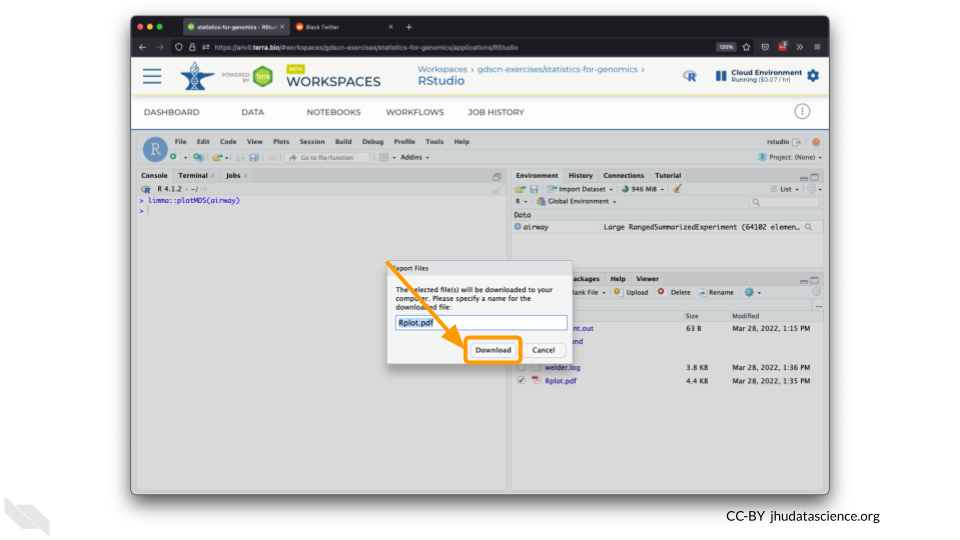 statistics-for-genomics - RStudi ×
Black Twitter ×
+
https://anvil.terra.bio/#workspaces/gdscn-exercises/statistics-for-genomics/applications/RStudio
120%
POWERED BY
Terra
BETA
WORKSPACES
Workspaces › gdscn-exercises/statistics-for-genomics ›
RStudio
Cloud Environment
Running ($0.07 / hr)
DASHBOARD DATA NOTEBOOKS WORKFLOWS JOB HISTORY
R File Edit Code View Plots Session Build Debug Profile Tools Help rstudio
Go to file/function Addins Project: (None)
Console Terminal × Jobs ×
R 4.1.2 · ~/
> limma::plotMDS(airway)
>
Environment History Connections Tutorial
Import Dataset 946 MiB List
R Global Environment
Data
airway Large RangedSummarizedExperiment (64102 elemen…
Export Files
The selected file(s) will be downloaded to your
computer. Please specify a name for the
downloaded file:
Rplot.pdf
Download Cancel
ackages Help Viewer
ank File Upload Delete Rename
Size Modified
nt.out 63 B Mar 28, 2022, 1:15 PM
nd
welder.log 3.8 KB Mar 28, 2022, 1:36 PM
Rplot.pdf 4.4 KB Mar 28, 2022, 1:35 PM
CC-BY jhudatascience.org